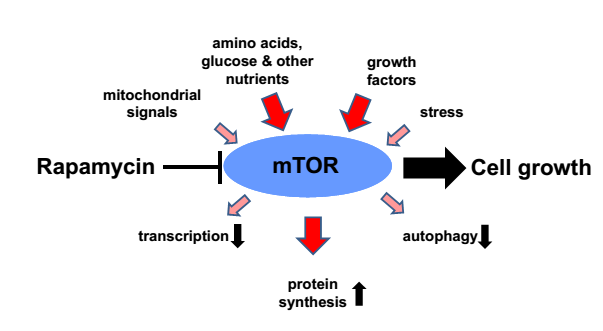 amino acids,
glucose & other
nutrients
growth
factors
mitochondrial
signals
stress
Rapamycin
mTOR
Cell growth
transcription
autophagy
protein
synthesis